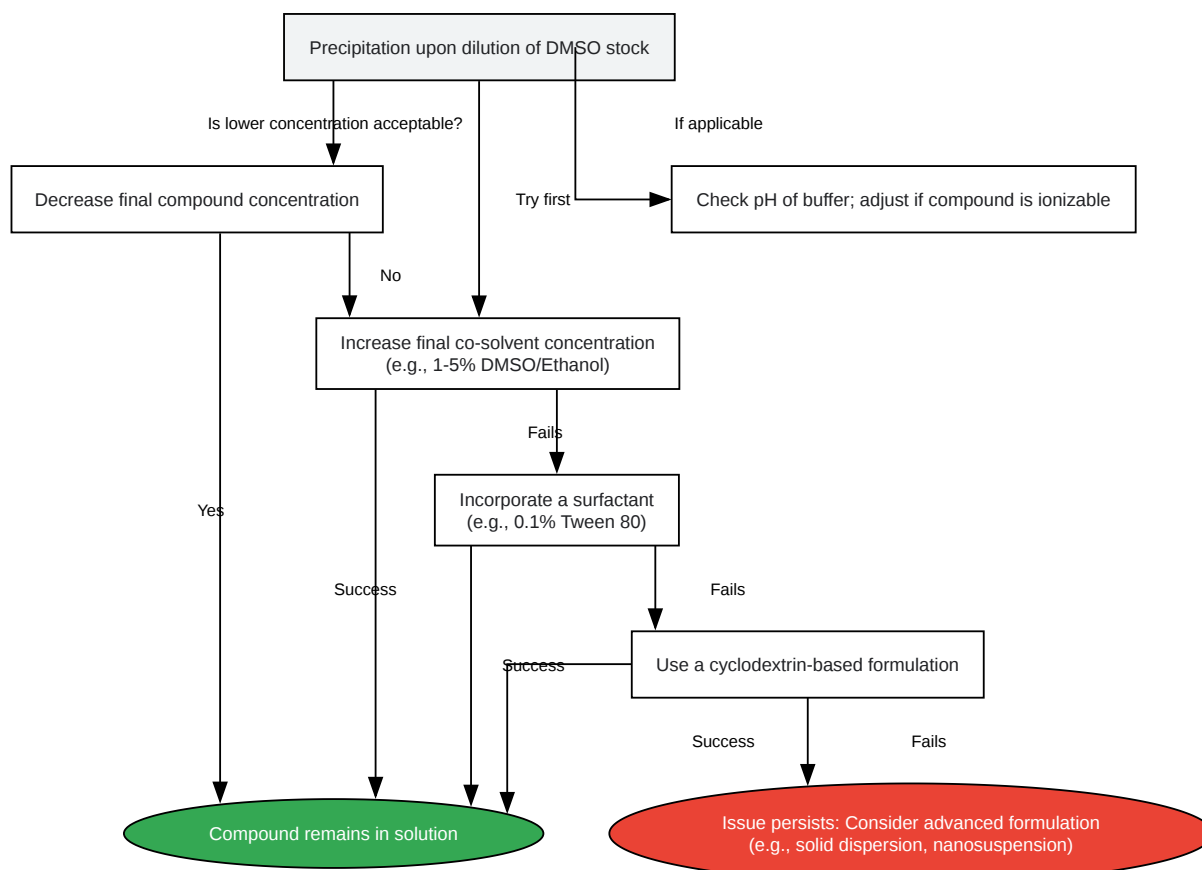 Precipitation upon dilution of DMSO stock
Is lower concentration acceptable?
If applicable
Decrease final compound concentration
Try first
Check pH of buffer; adjust if compound is ionizable
No
Increase final co-solvent concentration
(e.g., 1-5% DMSO/Ethanol)
Fails
Incorporate a surfactant
(e.g., 0.1% Tween 80)
Yes
Success
Fails
Use a cyclodextrin-based formulation
Success
Success
Fails
Compound remains in solution
Issue persists: Consider advanced formulation
(e.g., solid dispersion, nanosuspension)